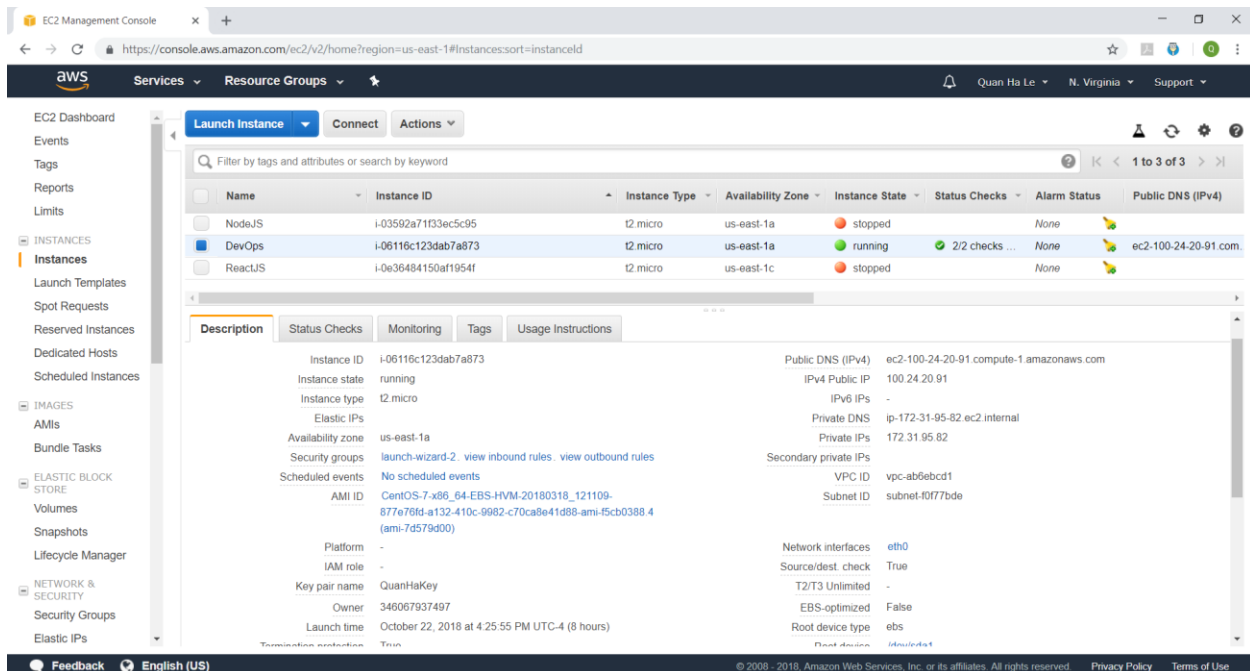 EC2 Management Console
https://console.aws.amazon.com/ec2/v2/home?region=us-east-1#Instances:sort=instanceId
aws Services Resource Groups Quan Ha Le N. Virginia Support
EC2 Dashboard
Events
Tags
Reports
Limits
INSTANCES
Instances
Launch Templates
Spot Requests
Reserved Instances
Dedicated Hosts
Scheduled Instances
IMAGES
AMIs
Bundle Tasks
ELASTIC BLOCK
STORE
Volumes
Snapshots
Lifecycle Manager
NETWORK &
SECURITY
Security Groups
Elastic IPs
Launch Instance Connect Actions
Filter by tags and attributes or search by keyword 1 to 3 of 3
Name Instance ID Instance Type Availability Zone Instance State Status Checks Alarm Status Public DNS (IPv4)
NodeJS i-03592a71f33ec5c95 t2.micro us-east-1a stopped None
DevOps i-06116c123dab7a873 t2.micro us-east-1a running 2/2 checks ... None ec2-100-24-20-91.com.
ReactJS i-0e36484150af1954f t2.micro us-east-1c stopped None
Description Status Checks Monitoring Tags Usage Instructions
Instance ID i-06116c123dab7a873
Instance state running
Instance type t2.micro
Elastic IPs
Availability zone us-east-1a
Security groups launch-wizard-2. view inbound rules. view outbound rules
Scheduled events No scheduled events
AMI ID CentOS-7-x86_64-EBS-HVM-20180318_121109-
877e76fd-a132-410c-9982-c70ca8e41d88-ami-f5cb0388.4
(ami-7d579d00)
Platform -
IAM role -
Key pair name QuanHaKey
Owner 346067937497
Launch time October 22, 2018 at 4:25:55 PM UTC-4 (8 hours)
Termination protection True
Public DNS (IPv4) ec2-100-24-20-91.compute-1.amazonaws.com
IPv4 Public IP 100.24.20.91
IPv6 IPs -
Private DNS ip-172-31-95-82.ec2.internal
Private IPs 172.31.95.82
Secondary private IPs
VPC ID vpc-ab6ebcd1
Subnet ID subnet-f0f77bde
Network interfaces eth0
Source/dest. check True
T2/T3 Unlimited -
EBS-optimized False
Root device type ebs
Root device /dev/sda1
Feedback English (US) © 2008 - 2018, Amazon Web Services, Inc. or its affiliates. All rights reserved. Privacy Policy Terms of Use